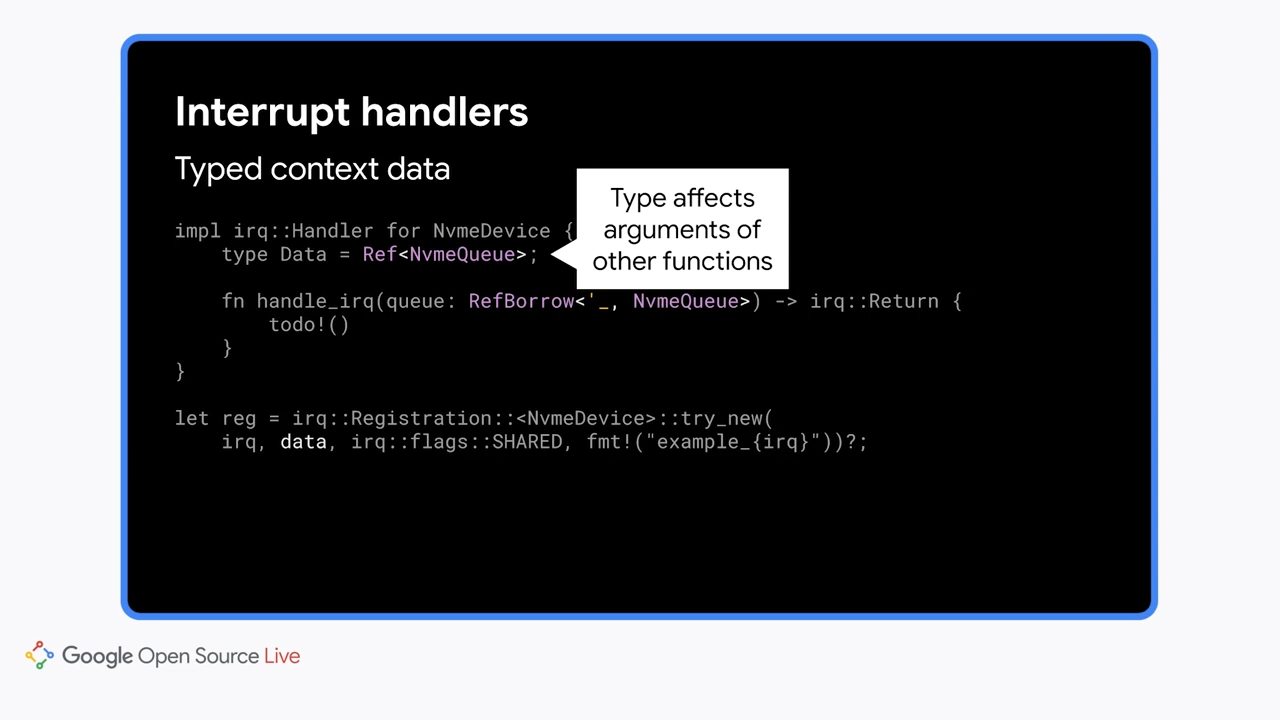 Interrupt handlers
Typed context data
Type affects
arguments of
other functions
impl irq::Handler for NvmeDevice {
type Data = Ref<NvmeQueue>;
fn handle_irq(queue: RefBorrow<'_, NvmeQueue>) -> irq::Return {
todo!()
}
}
let reg = irq::Registration::<NvmeDevice>::try_new(
irq, data, irq::flags::SHARED, fmt!("example_{irq}"))?;
Google Open Source Live